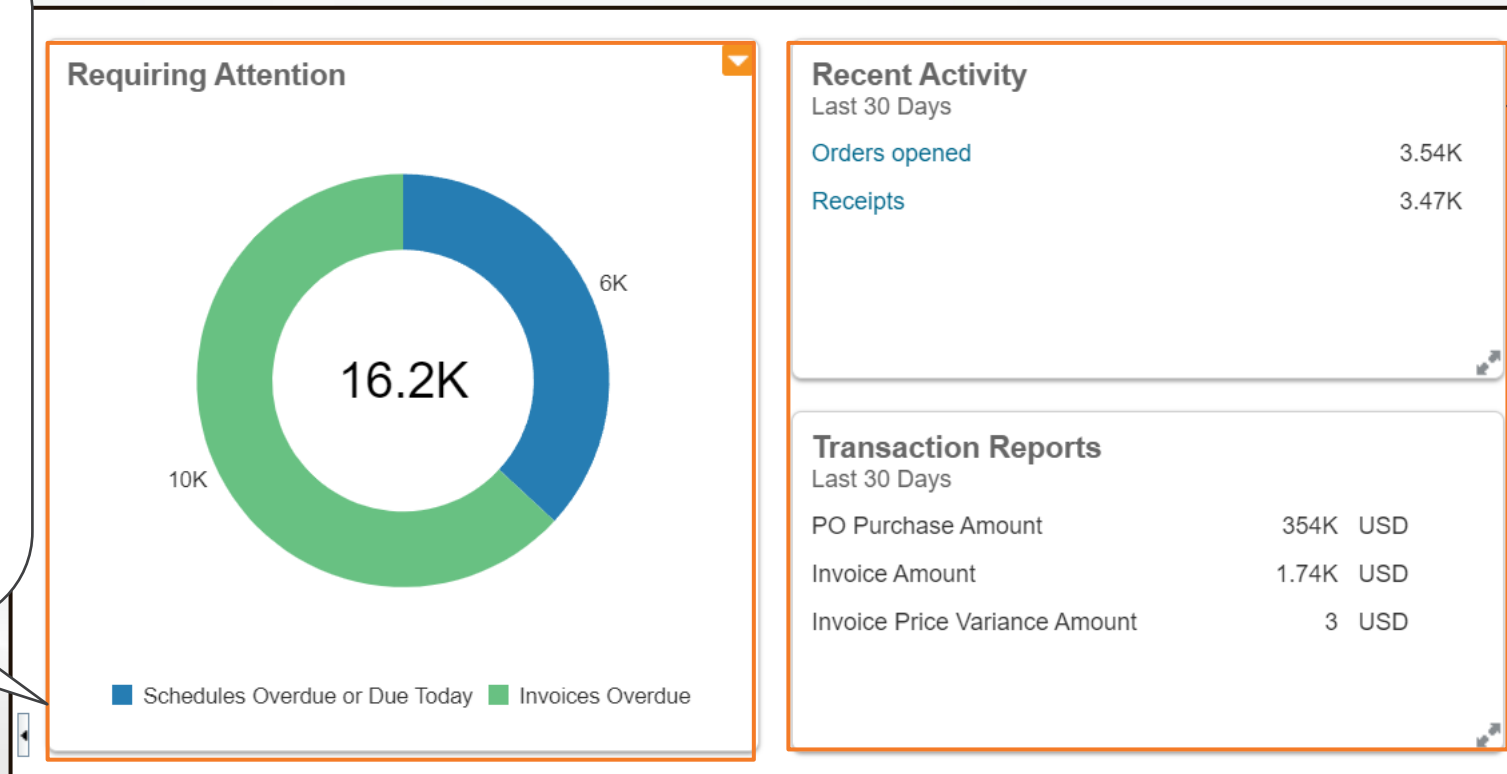 Requiring Attention
6K
16.2K
10K
Schedules Overdue or Due Today Invoices Overdue
Recent Activity
Last 30 Days
Orders opened 3.54K
Receipts 3.47K
Transaction Reports
Last 30 Days
PO Purchase Amount 354K USD
Invoice Amount 1.74K USD
Invoice Price Variance Amount 3 USD